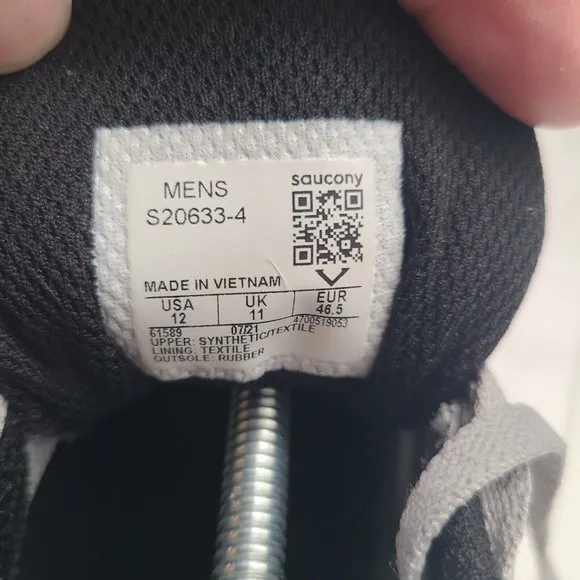 MENS
saucony
S20633-4
MADE IN VIETNAM
USA UK EUR
12 11 46.5
61589 07/21 4700519053
UPPER: SYNTHETIC/TEXTILE
LINING: TEXTILE
OUTSOLE: RUBBER